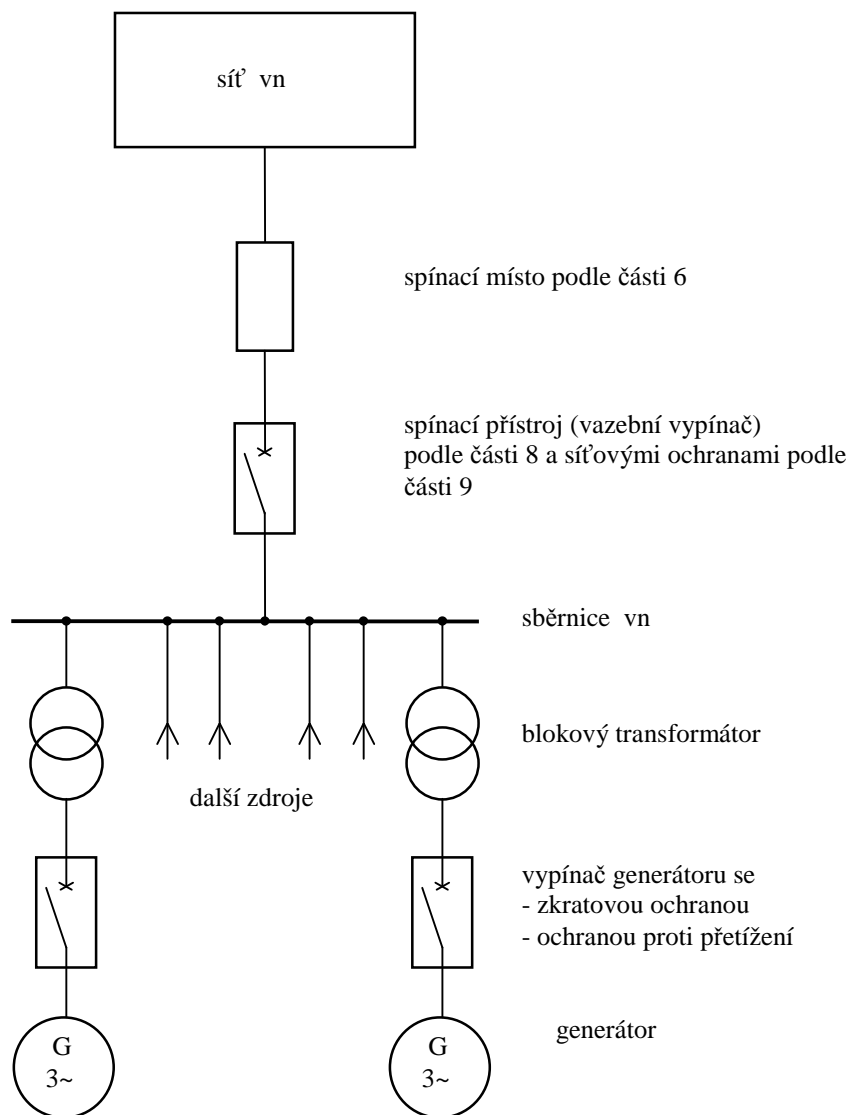 síť vn
spínací místo podle části 6
spínací přístroj (vazební vypínač)
podle části 8 a síťovými ochranami podle
části 9
sběrnice vn
blokový transformátor
další zdroje
vypínač generátoru se
- zkratovou ochranou
- ochranou proti přetížení
generátor
G
3~
G
3~